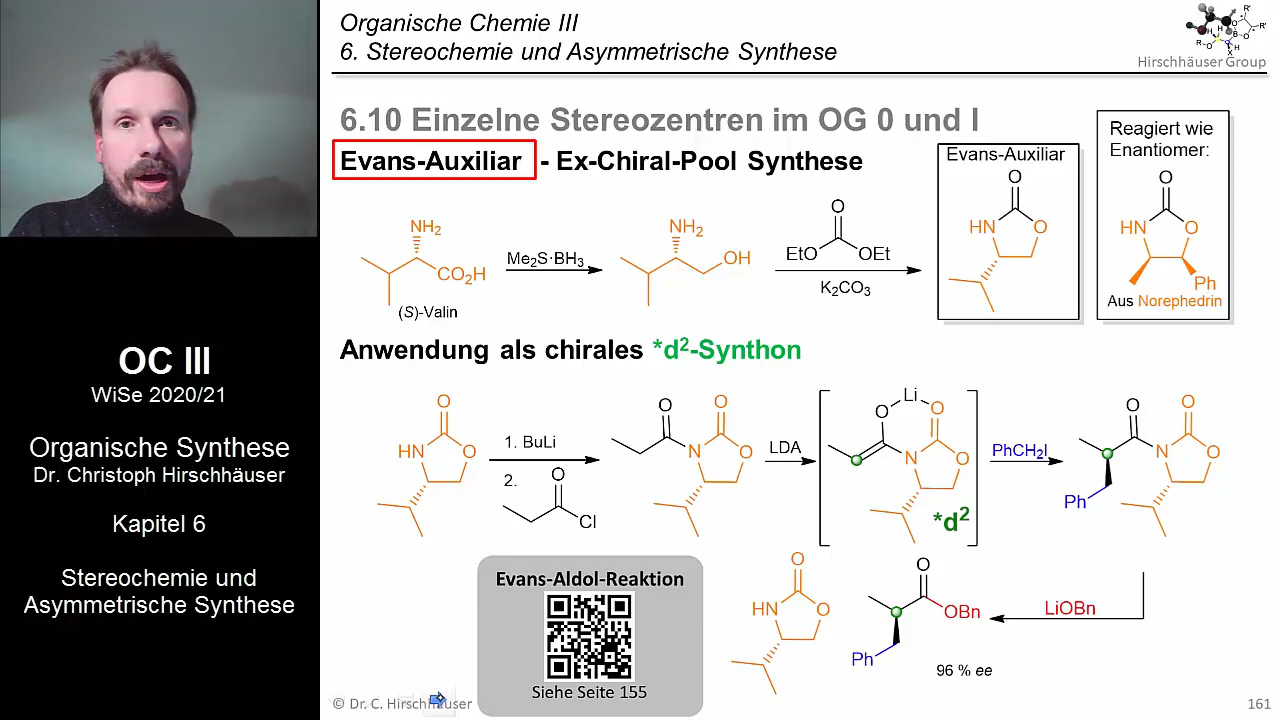 Organische Chemie III
6. Stereochemie und Asymmetrische Synthese
Hirschhäuser Group
6.10 Einzelne Stereozentren im OG 0 und I
Evans-Auxiliar - Ex-Chiral-Pool Synthese
Evans-Auxiliar
Reagiert wie
Enantiomer:
NH₂
CO₂H
(S)-Valin
Me₂S·BH₃
NH₂
OH
O
EtO OEt
K₂CO₃
O
HN O
O
HN O
Ph
Aus Norephedrin
Anwendung als chirales *d²-Synthon
O
HN O
1. BuLi
2.
O
Cl
O O
N O
LDA
Li
O O
N O
*d²
PhCH₂I
O O
N O
Ph
Evans-Aldol-Reaktion
Siehe Seite 155
O
HN O
O
OBn
Ph
96 % ee
LiOBn
OC III
WiSe 2020/21
Organische Synthese
Dr. Christoph Hirschhäuser
Kapitel 6
Stereochemie und
Asymmetrische Synthese
© Dr. C. Hirschhäuser
161